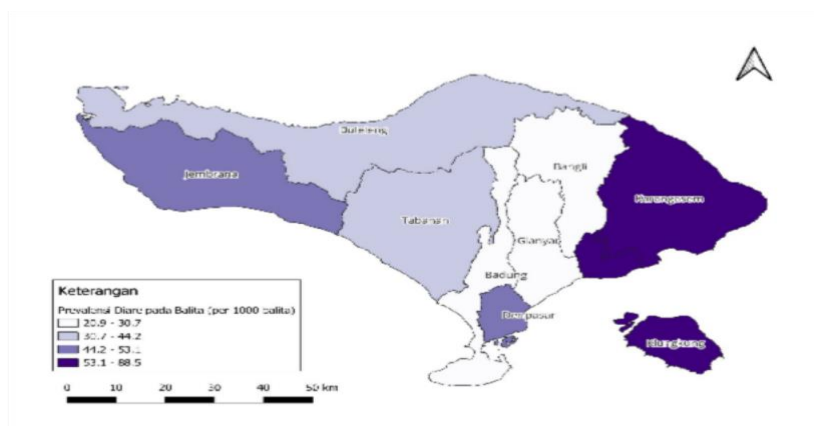 Buleleng
Jembrana
Bangli
Karangasem
Tabanan
Gianyar
Badung
Denpasar
Klungkung
Keterangan
Prevalensi Diare pada Balita (per 1000 balita)
20.9 - 30.7
30.7 - 44.2
44.2 - 53.1
53.1 - 88.5
0 10 20 30 40 50 km